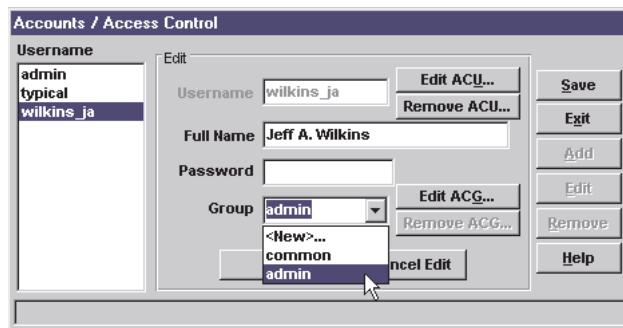 Accounts / Access Control
Username
admin
typical
wilkins_ja
Edit
Username wilkins_ja
Edit ACU...
Remove ACU...
Full Name Jeff A. Wilkins
Password
Group admin
<New>...
common
admin
Edit ACG...
Remove ACG...
Edit
Save
Exit
Add
Edit
Remove
Help